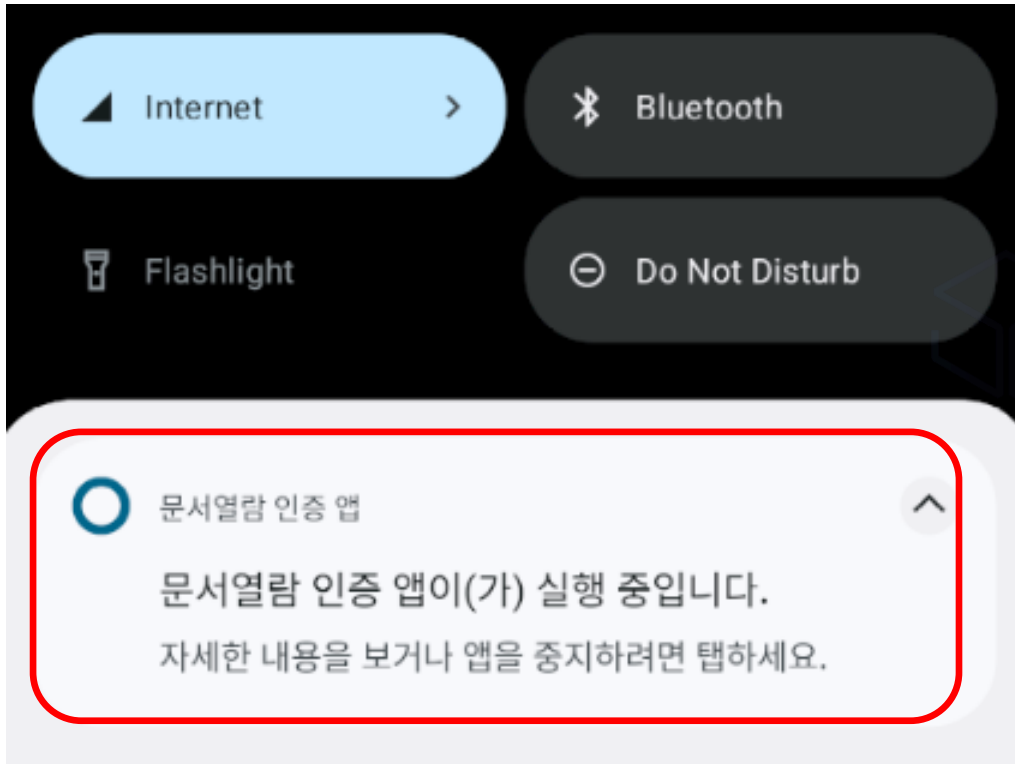 Internet
Bluetooth
Flashlight
Do Not Disturb
문서열람 인증 앱
문서열람 인증 앱이(가) 실행 중입니다.
자세한 내용을 보거나 앱을 중지하려면 탭하세요.